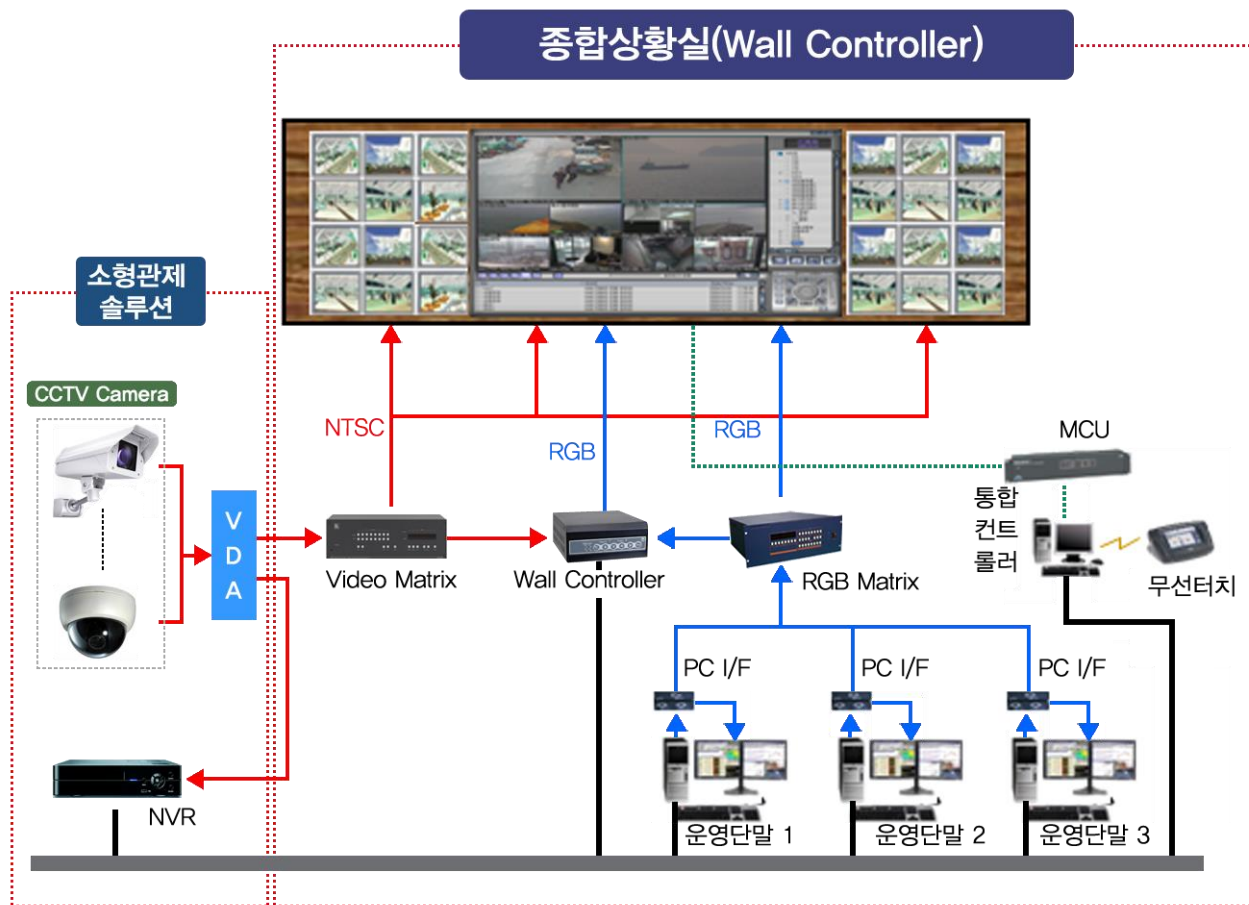 종합상황실(Wall Controller)
소형관제
솔루션
CCTV Camera
NTSC
RGB
RGB
MCU
통합
컨트
롤러
무선터치
V
D
A
Video Matrix
Wall Controller
RGB Matrix
PC I/F
PC I/F
PC I/F
NVR
운영단말 1
운영단말 2
운영단말 3